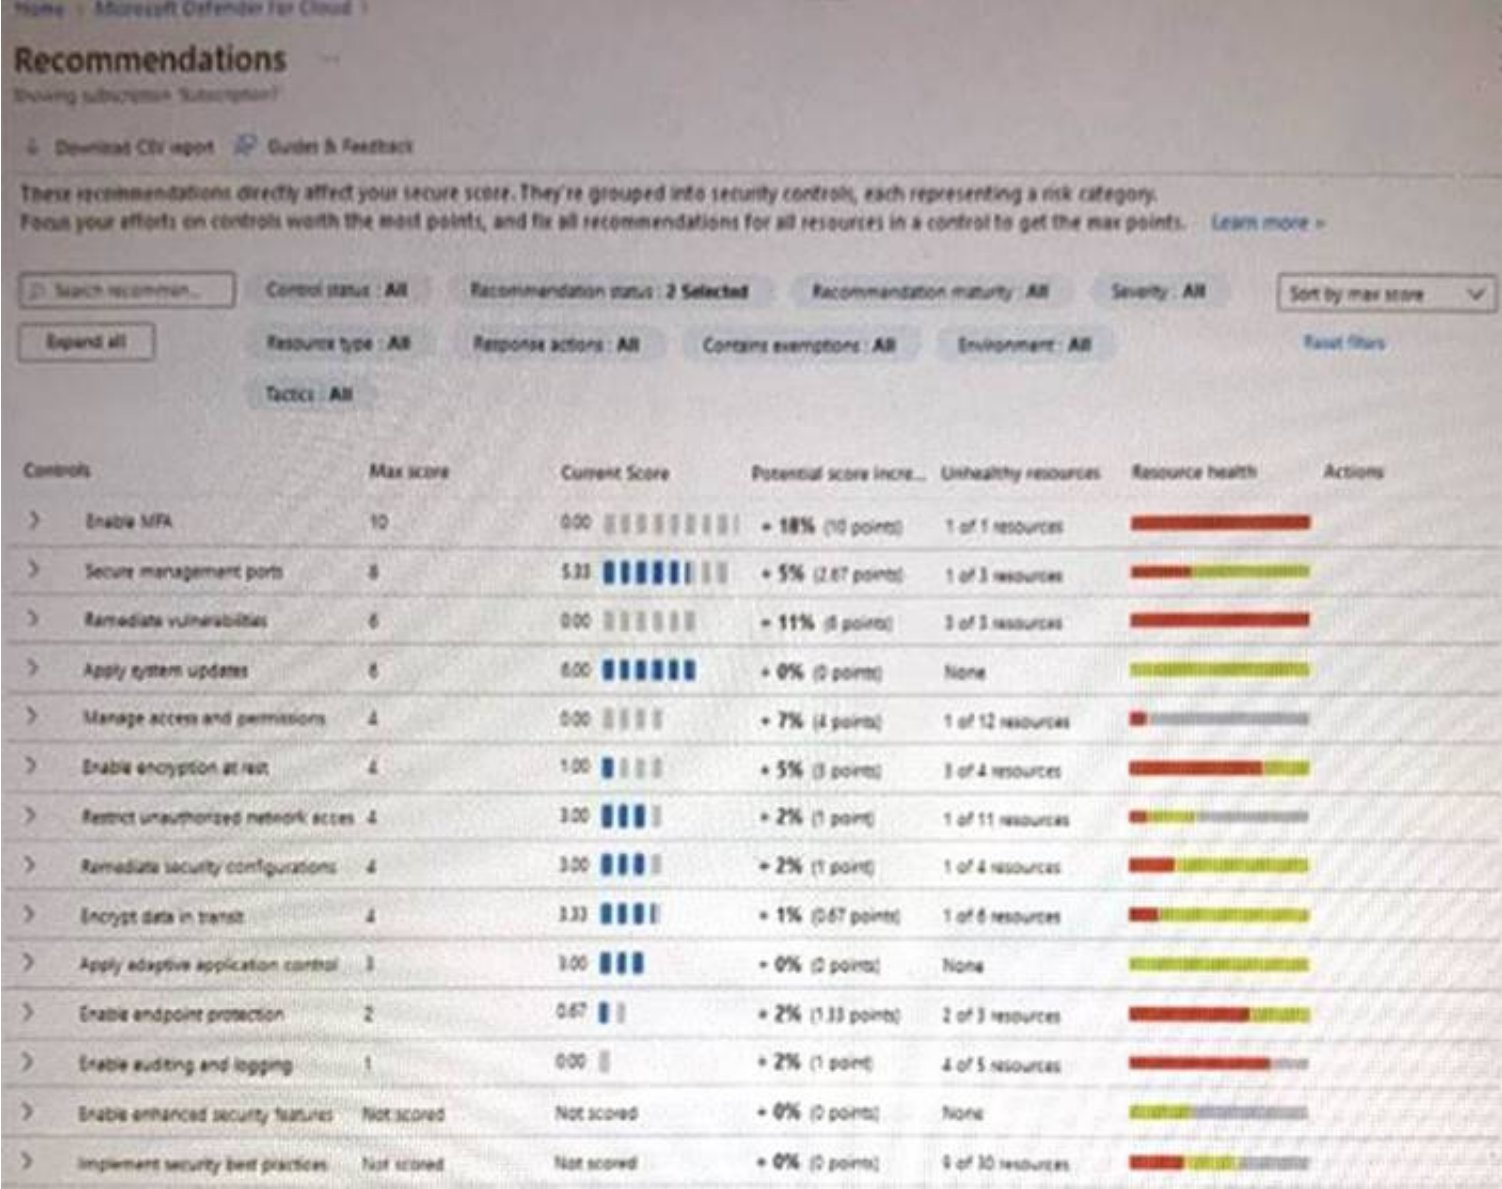 Home > Microsoft Defender for Cloud >
Recommendations ...
Showing subscription 'Subscription1'
Download CSV report Guides & Feedback
These recommendations directly affect your secure score. They're grouped into security controls, each representing a risk category.
Focus your efforts on controls worth the most points, and fix all recommendations for all resources in a control to get the max points. Learn more >
Search recommen... Control status : All Recommendation status : 2 Selected Recommendation maturity : All Severity : All Sort by max score
Expand all Resource type : All Response actions : All Contains exemptions : All Environment : All Reset filters
Tactics : All
Controls Max score Current Score Potential score incre... Unhealthy resources Resource health Actions
Enable MFA 10 0.00 + 18% (10 points) 1 of 1 resources
Secure management ports 8 5.33 + 5% (2.67 points) 1 of 3 resources
Remediate vulnerabilities 6 0.00 + 11% (6 points) 3 of 3 resources
Apply system updates 6 6.00 + 0% (0 points) None
Manage access and permissions 4 0.00 + 7% (4 points) 1 of 12 resources
Enable encryption at rest 4 1.00 + 5% (3 points) 3 of 4 resources
Restrict unauthorized network acces 4 3.00 + 2% (1 point) 1 of 11 resources
Remediate security configurations 4 3.00 + 2% (1 point) 1 of 4 resources
Encrypt data in transit 4 3.33 + 1% (0.67 points) 1 of 6 resources
Apply adaptive application control 3 3.00 + 0% (0 points) None
Enable endpoint protection 2 0.67 + 2% (1.33 points) 2 of 3 resources
Enable auditing and logging 1 0.00 + 2% (1 point) 4 of 5 resources
Enable enhanced security features Not scored Not scored + 0% (0 points) None
Implement security best practices Not scored Not scored + 0% (0 points) 9 of 30 resources